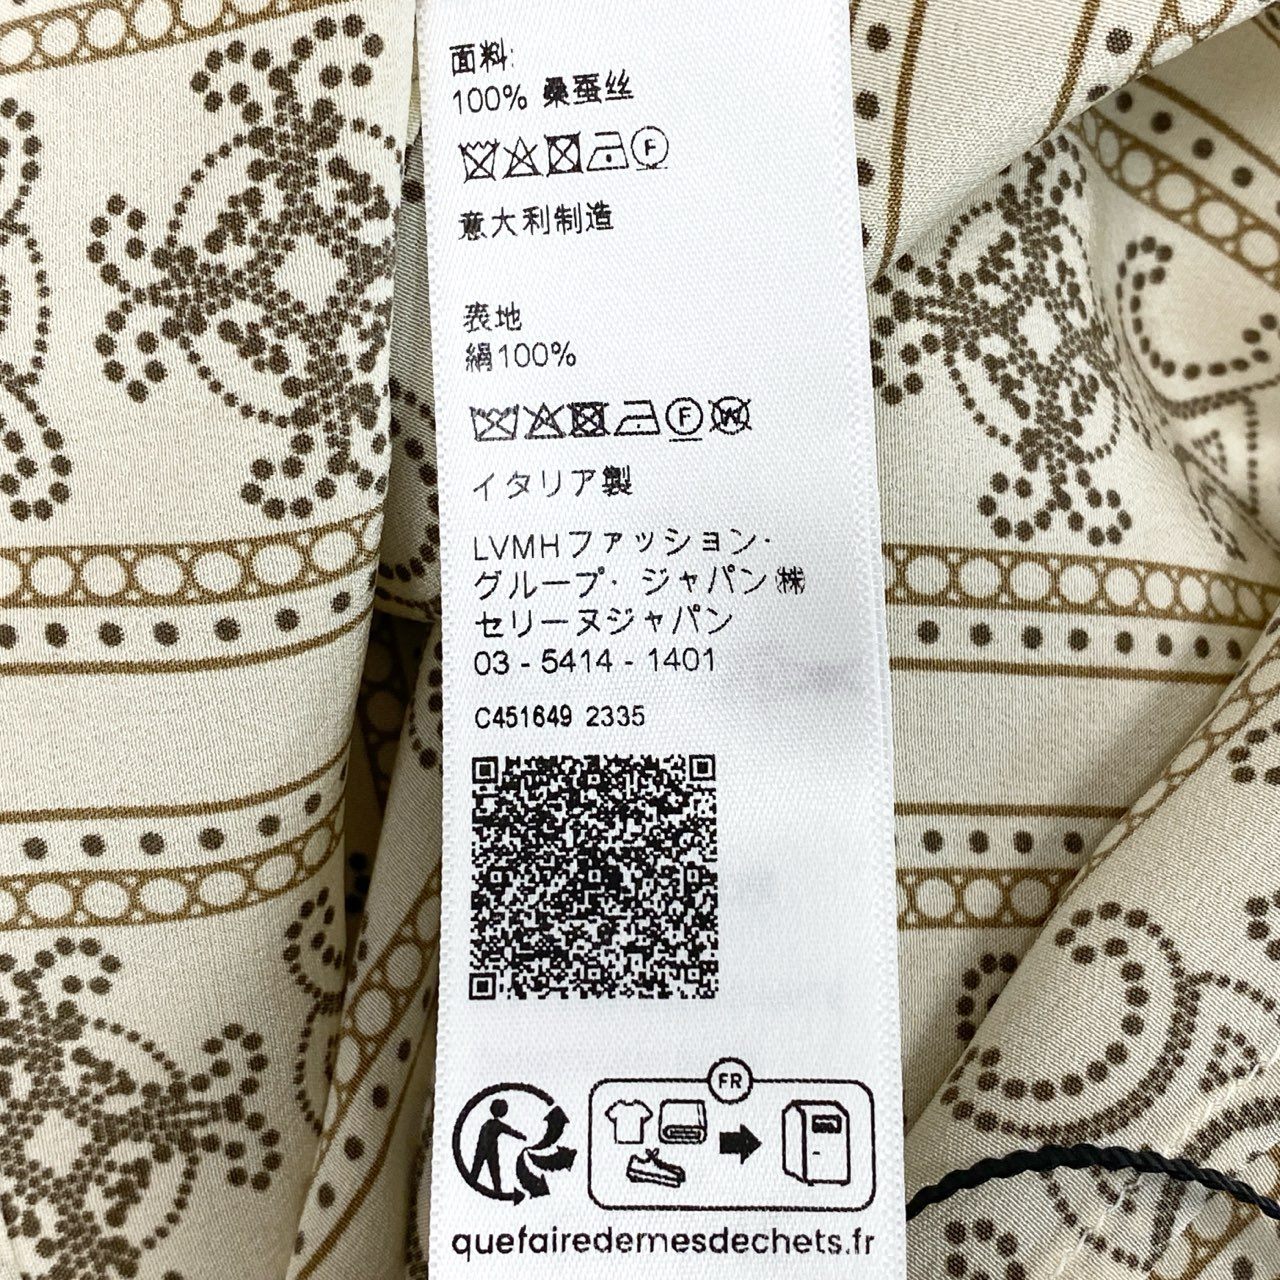 面料:
100% 桑蚕丝
F
意大利制造
表地
絹100%
F W
イタリア製
LVMHファッション·
グループ· ジャパン㈱
セリーヌジャパン
03 - 5414 - 1401
C451649 2335
FR
quefairedemesdechets.fr